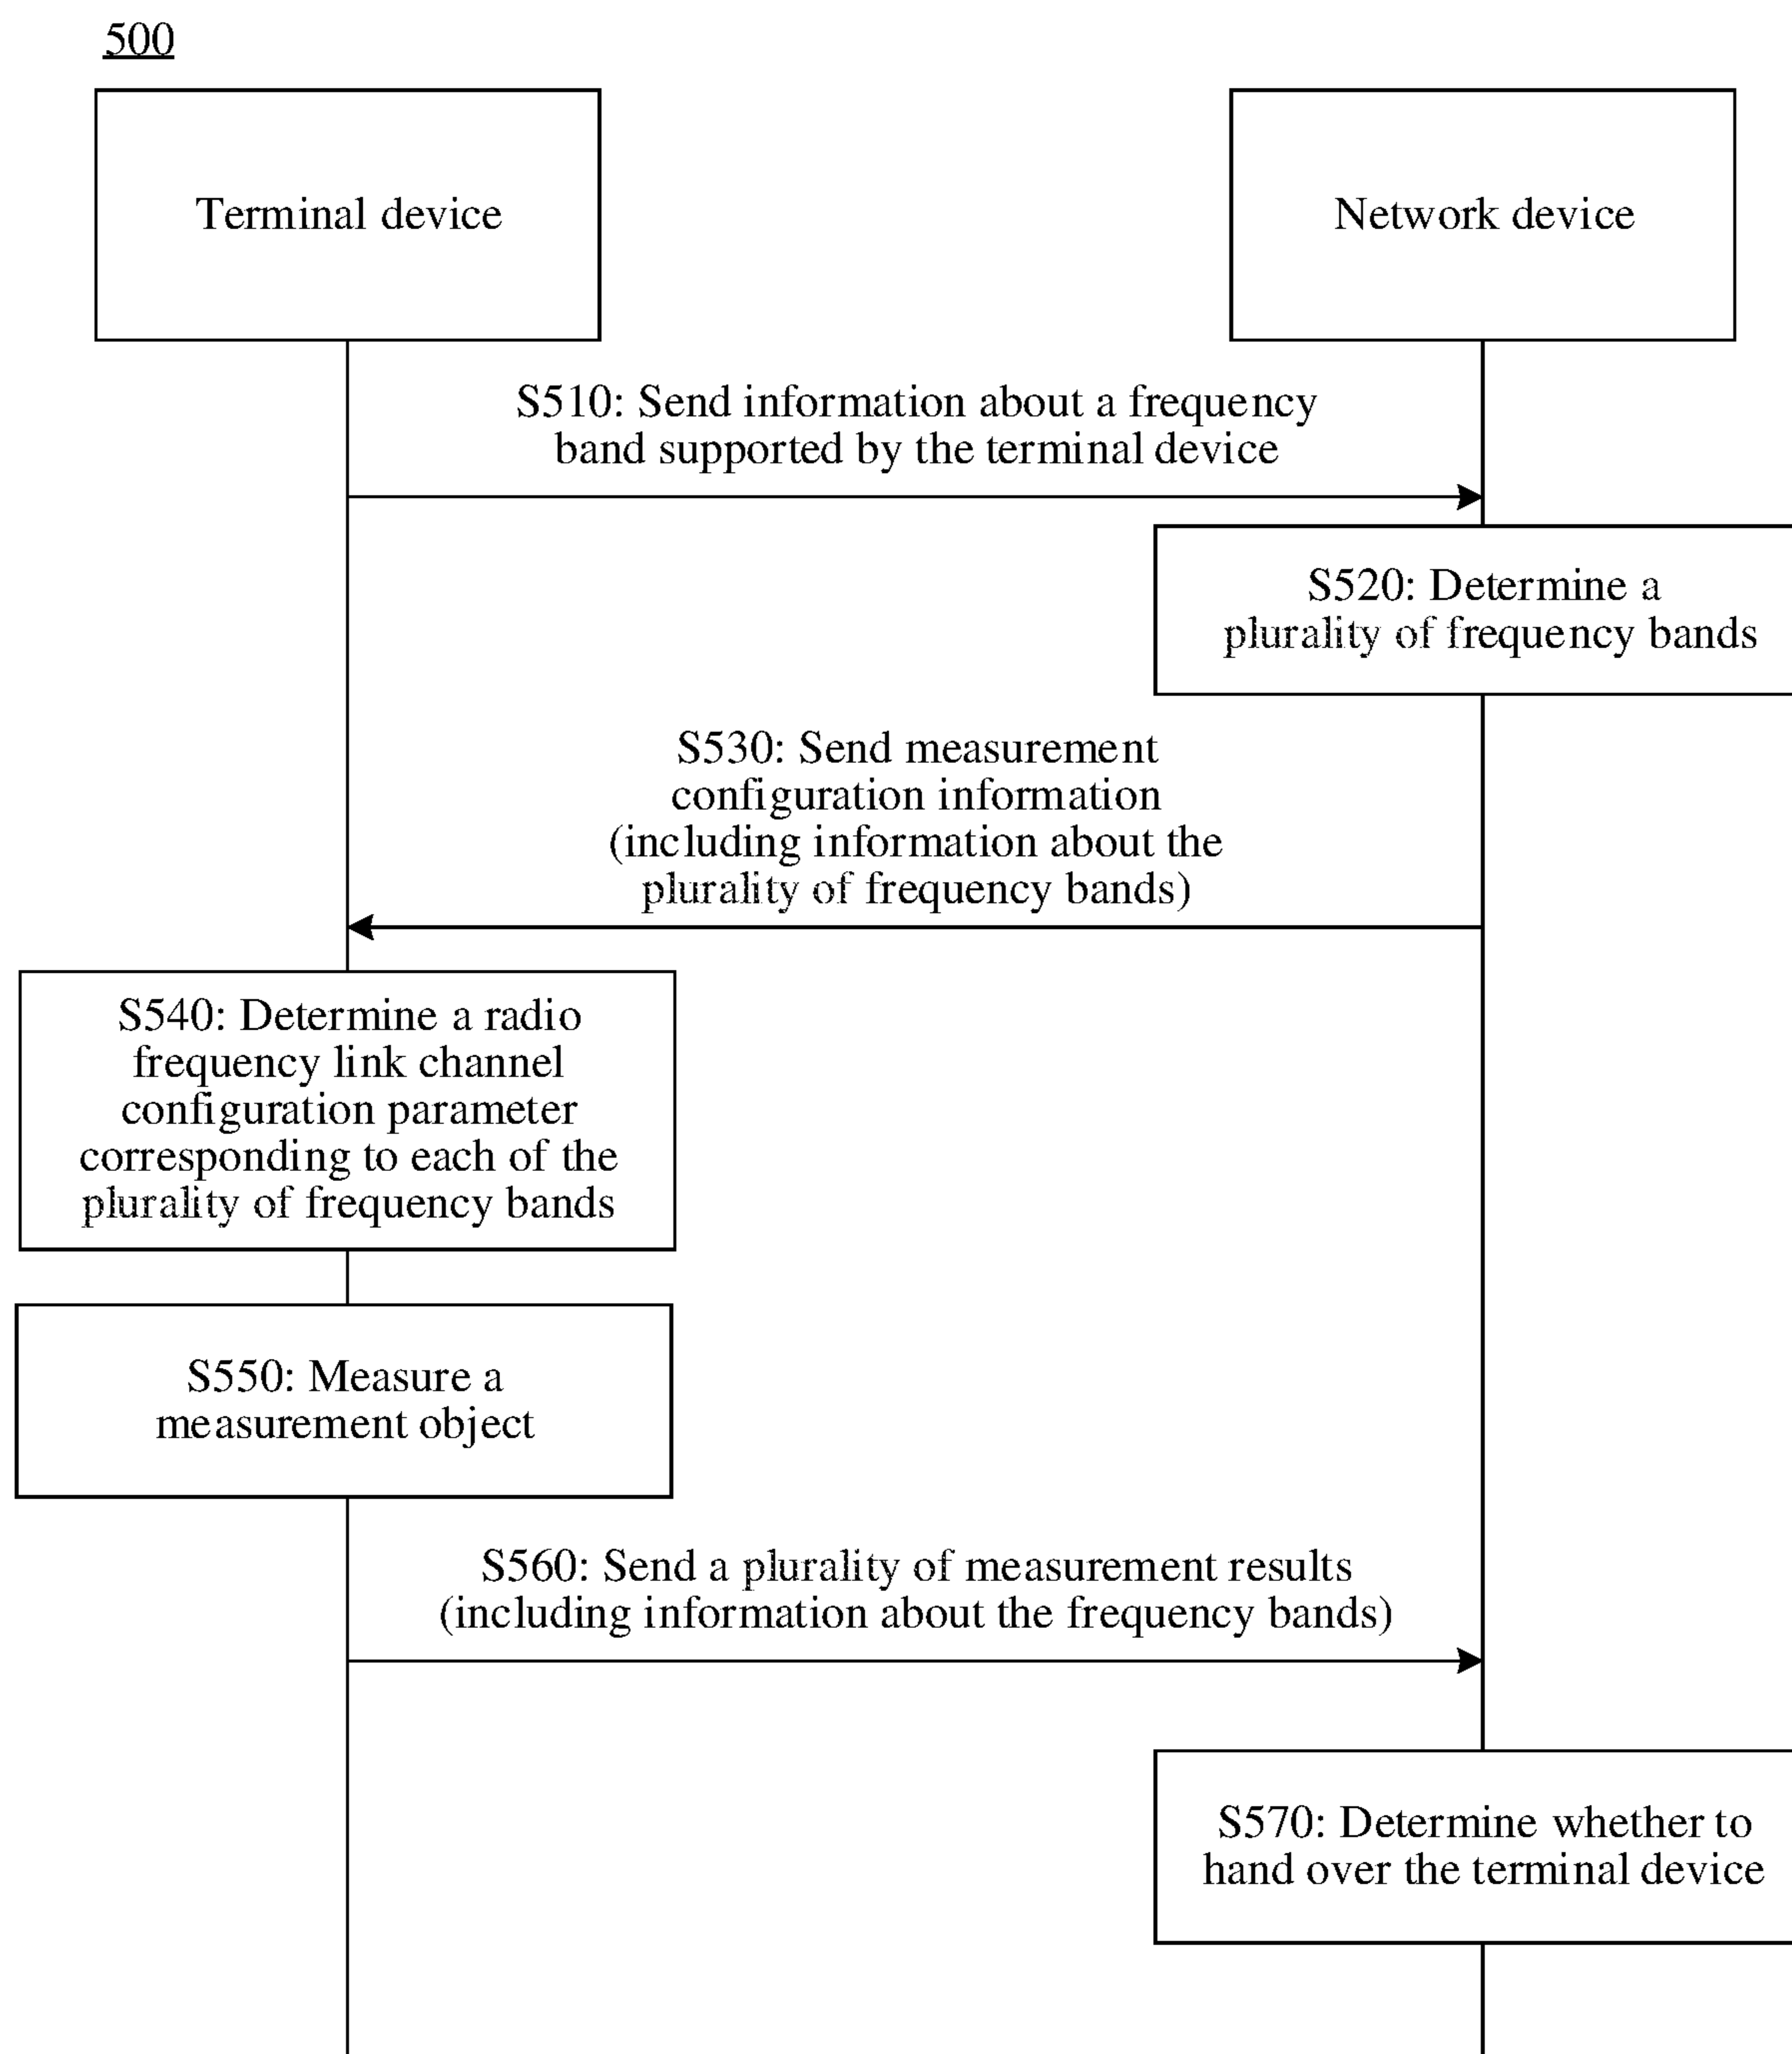 500
Terminal device
Network device
S510: Send information about a frequency
band supported by the terminal device
S520: Determine a
plurality of frequency bands
S530: Send measurement
configuration information
(including information about the
plurality of frequency bands)
S540: Determine a radio
frequency link channel
configuration parameter
corresponding to each of the
plurality of frequency bands
S550: Measure a
measurement object
S560: Send a plurality of measurement results
(including information about the frequency bands)
S570: Determine whether to
hand over the terminal device